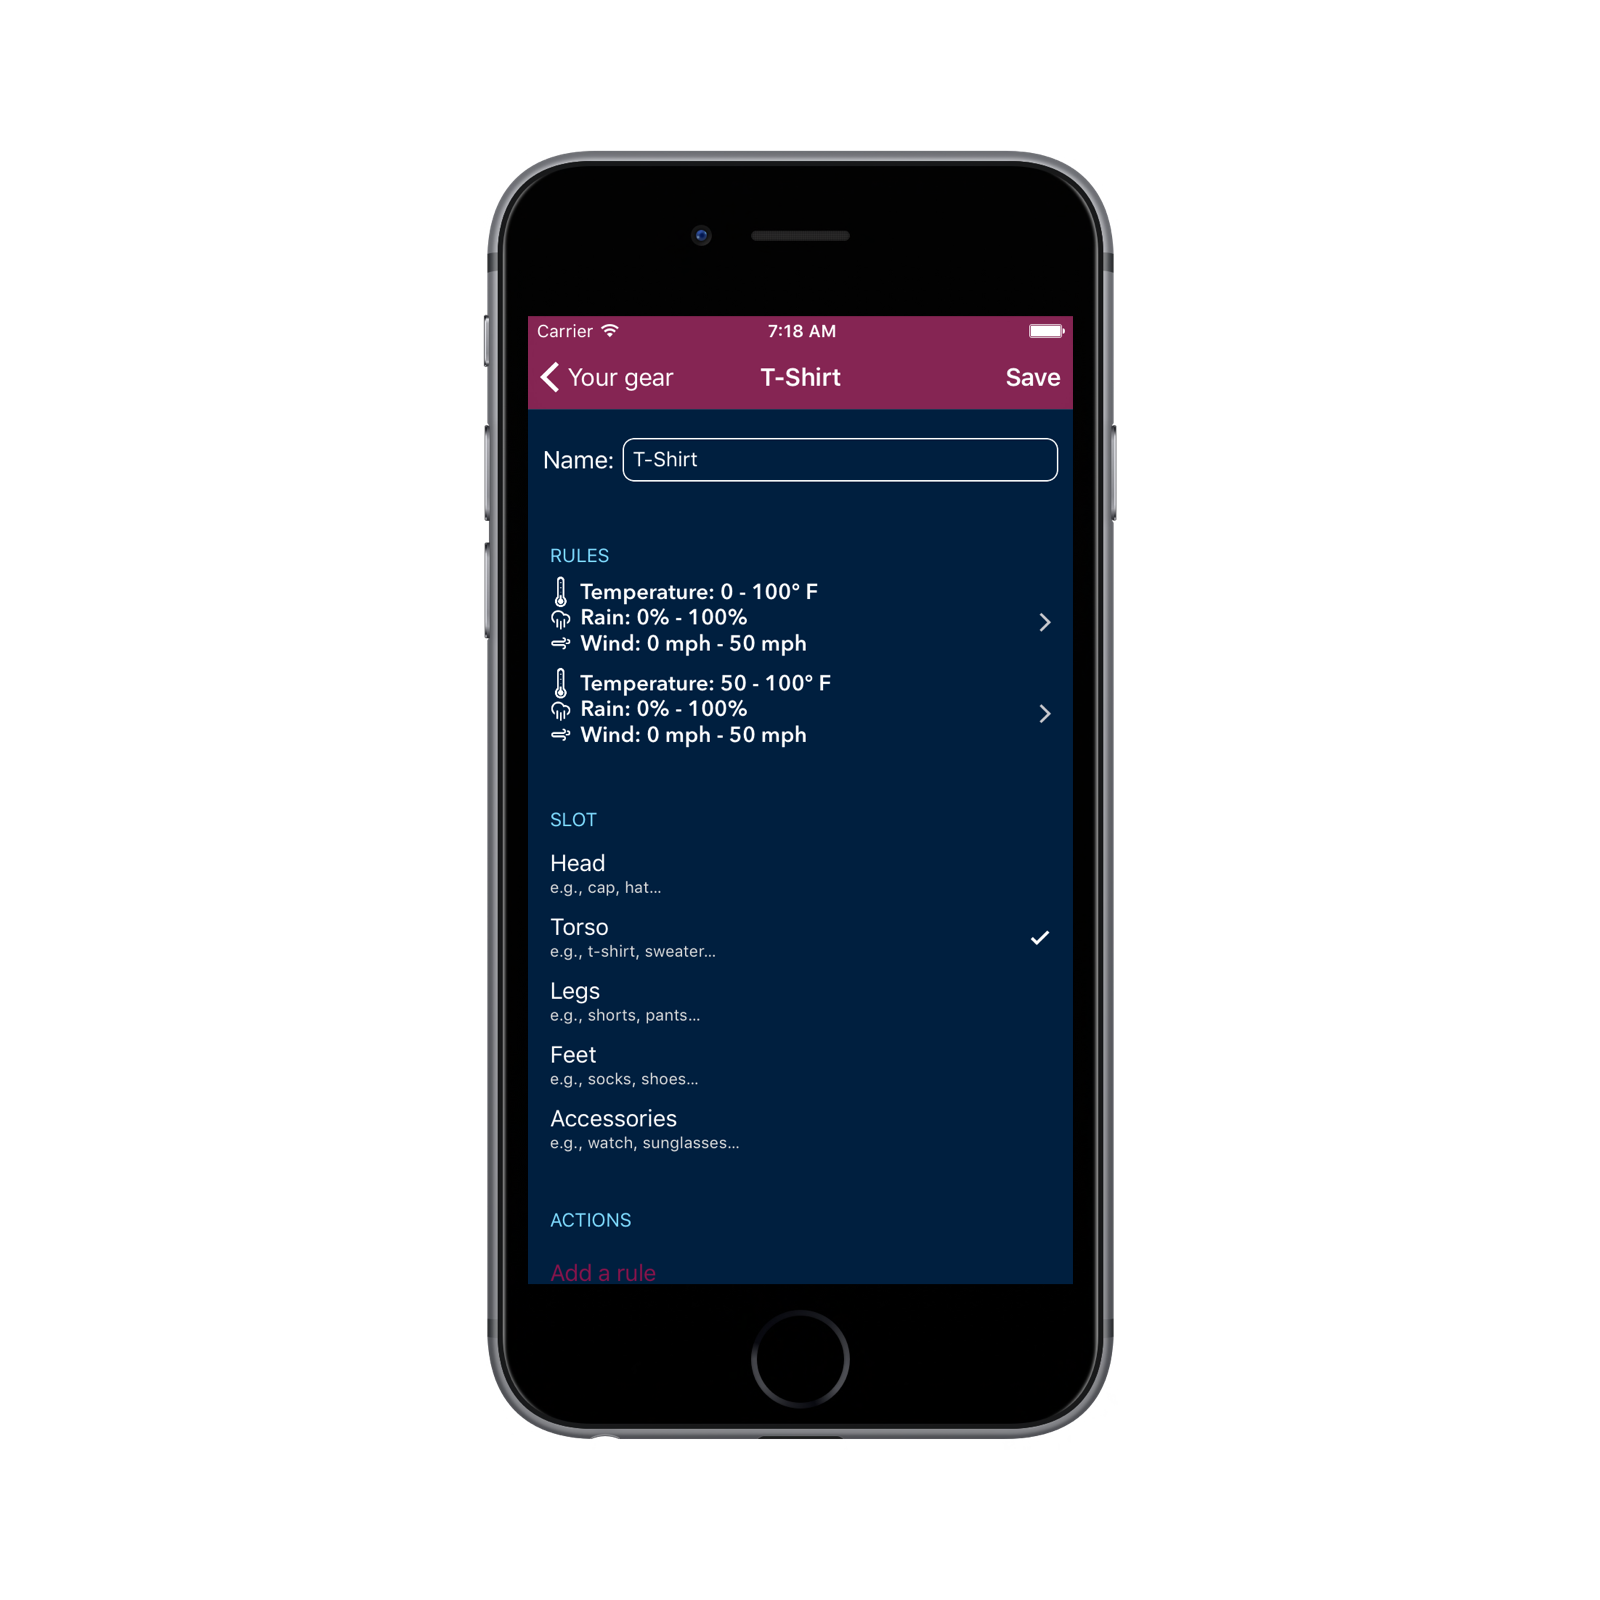 Carrier 7:18 AM
Your gear T-Shirt Save
Name: T-Shirt
RULES
Temperature: 0 - 100° F
Rain: 0% - 100%
Wind: 0 mph - 50 mph
Temperature: 50 - 100° F
Rain: 0% - 100%
Wind: 0 mph - 50 mph
SLOT
Head
e.g., cap, hat...
Torso
e.g., t-shirt, sweater...
Legs
e.g., shorts, pants...
Feet
e.g., socks, shoes...
Accessories
e.g., watch, sunglasses...
ACTIONS
Add a rule